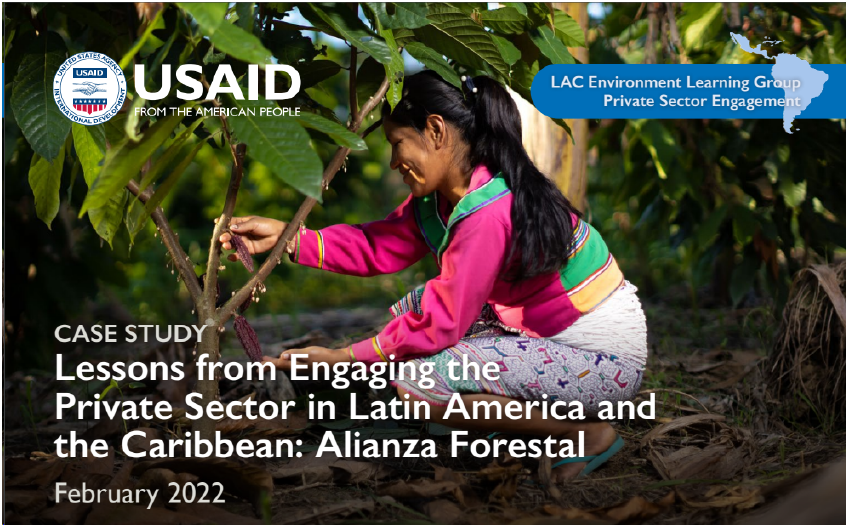 UNITED STATES AGENCY
USAID
INTERNATIONAL DEVELOPMENT
USAID
FROM THE AMERICAN PEOPLE
LAC Environment Learning Group
Private Sector Engagement
CASE STUDY
Lessons from Engaging the
Private Sector in Latin America and
the Caribbean: Alianza Forestal
February 2022